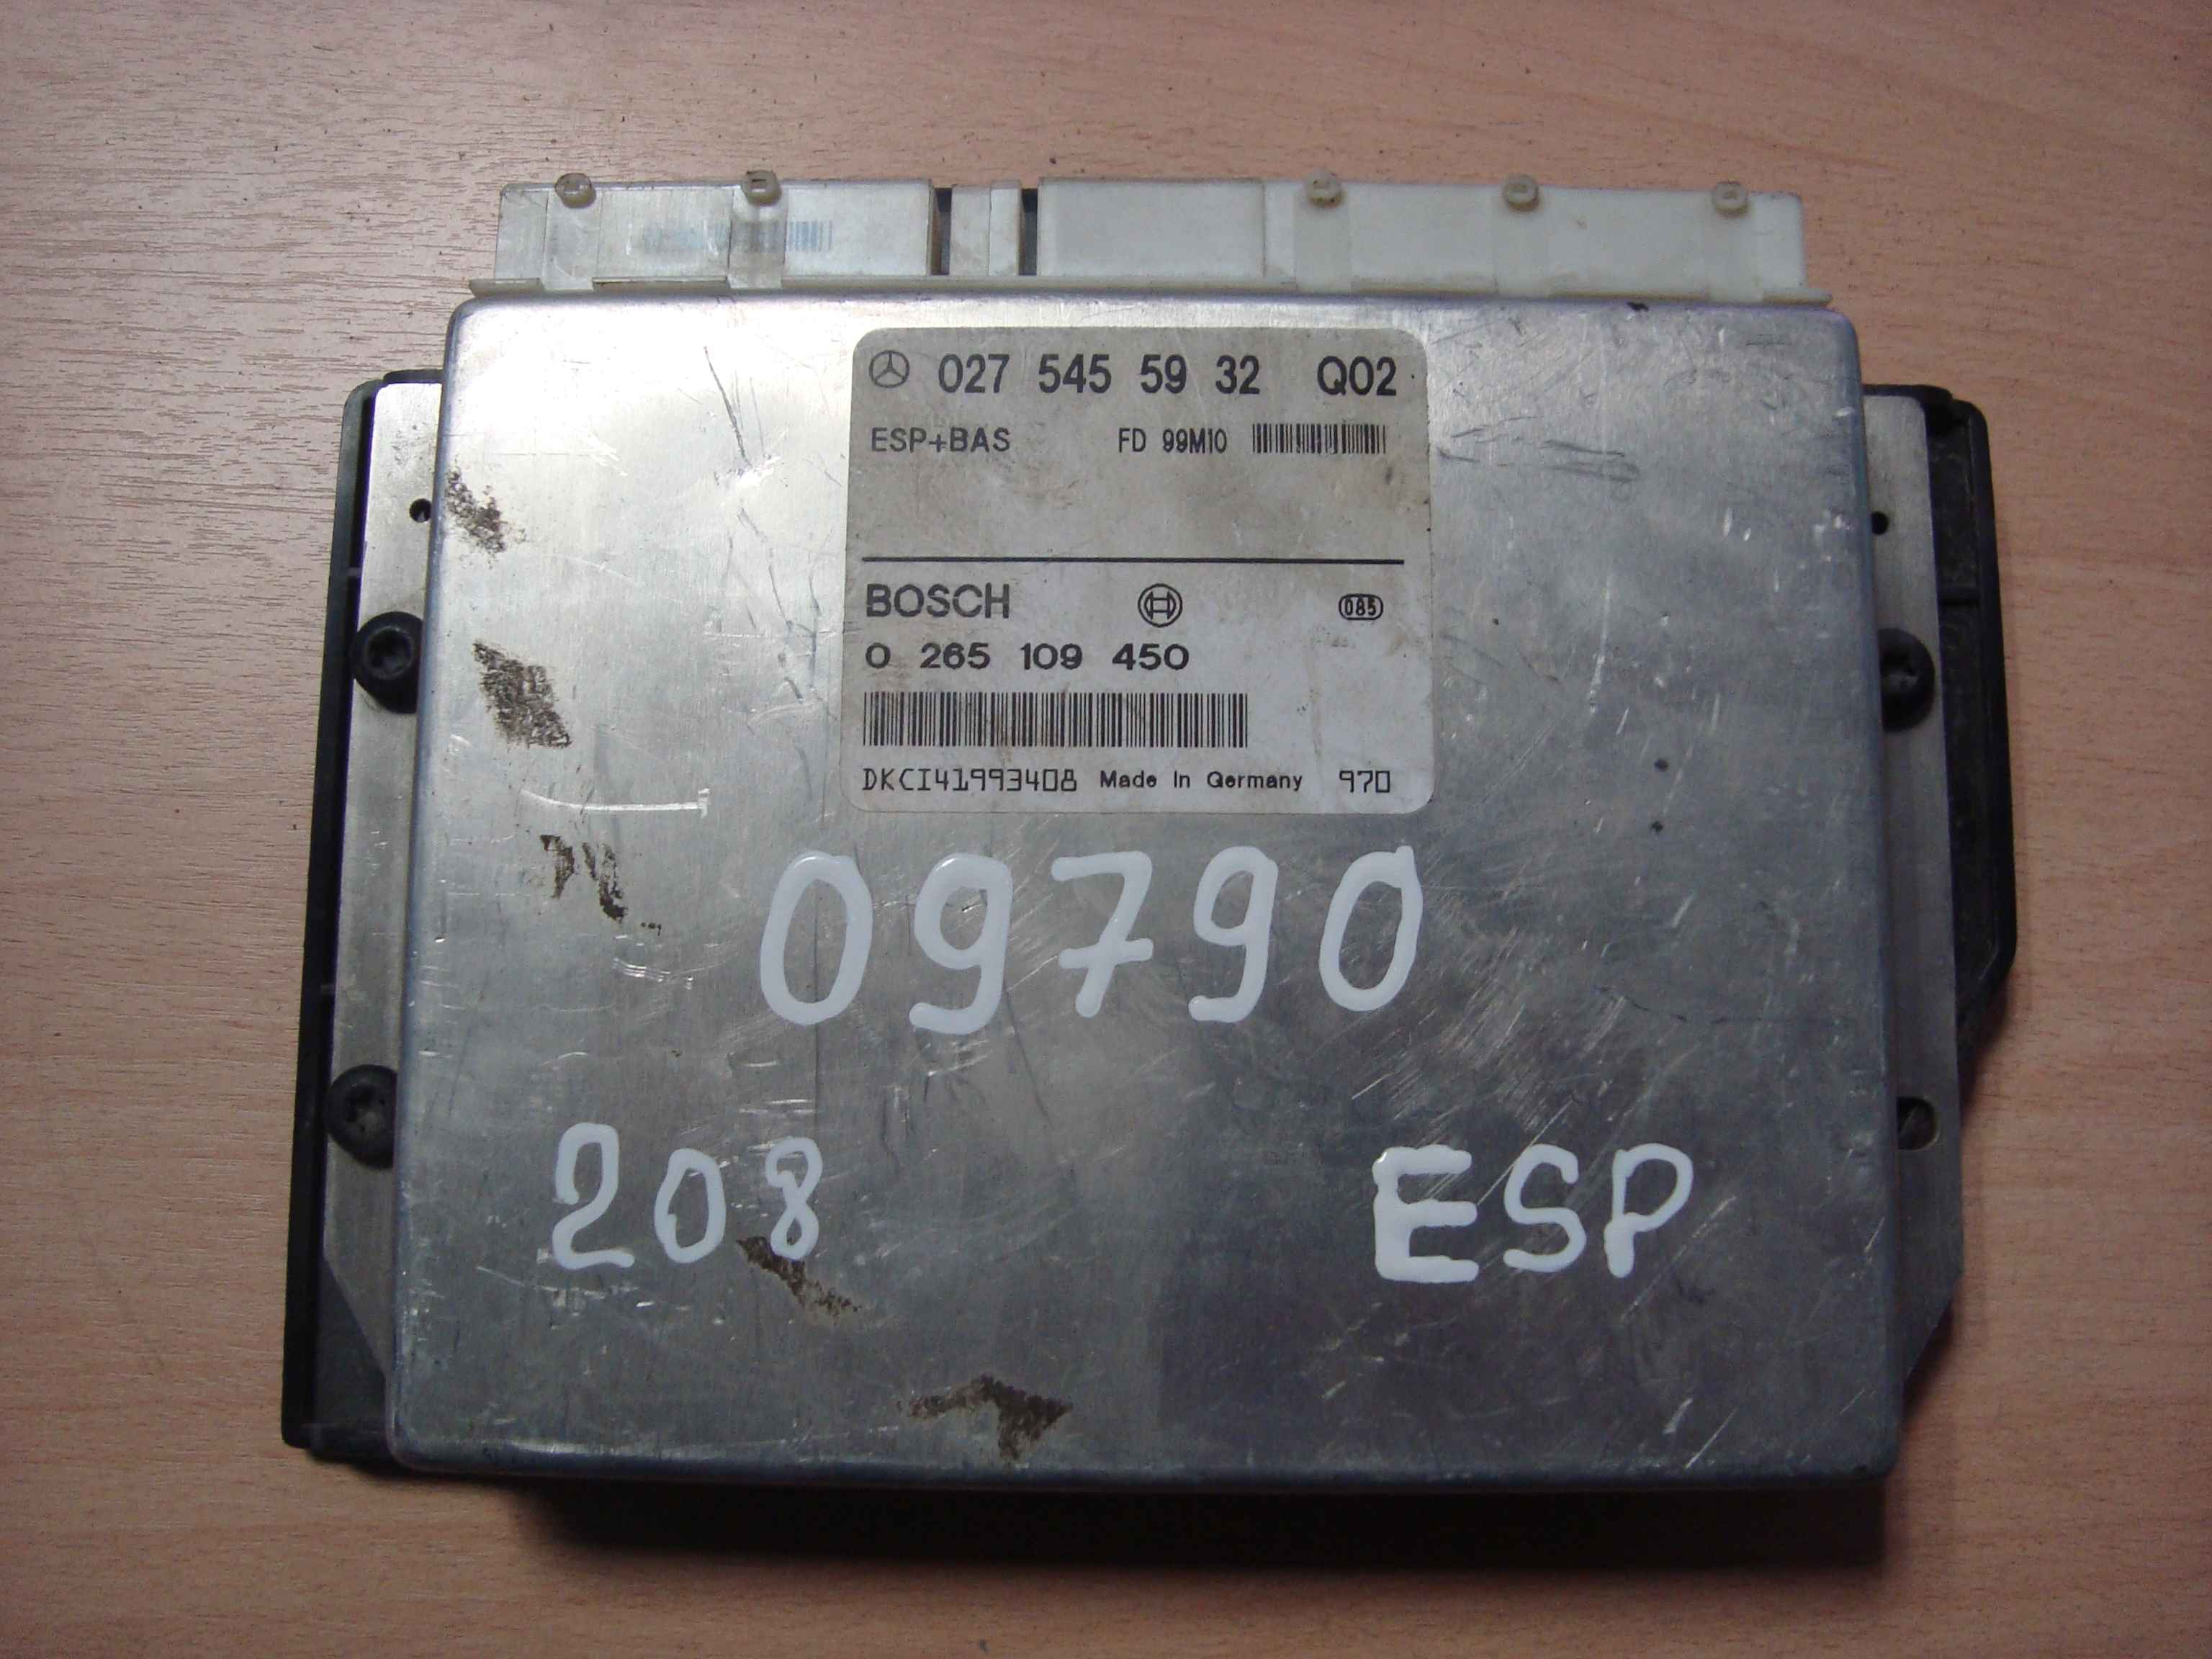 027 545 59 32 Q02
ESP+BAS FD 99M10
BOSCH 085
0 265 109 450
DKCI41993408 Made In Germany 970
09790
208 ESP